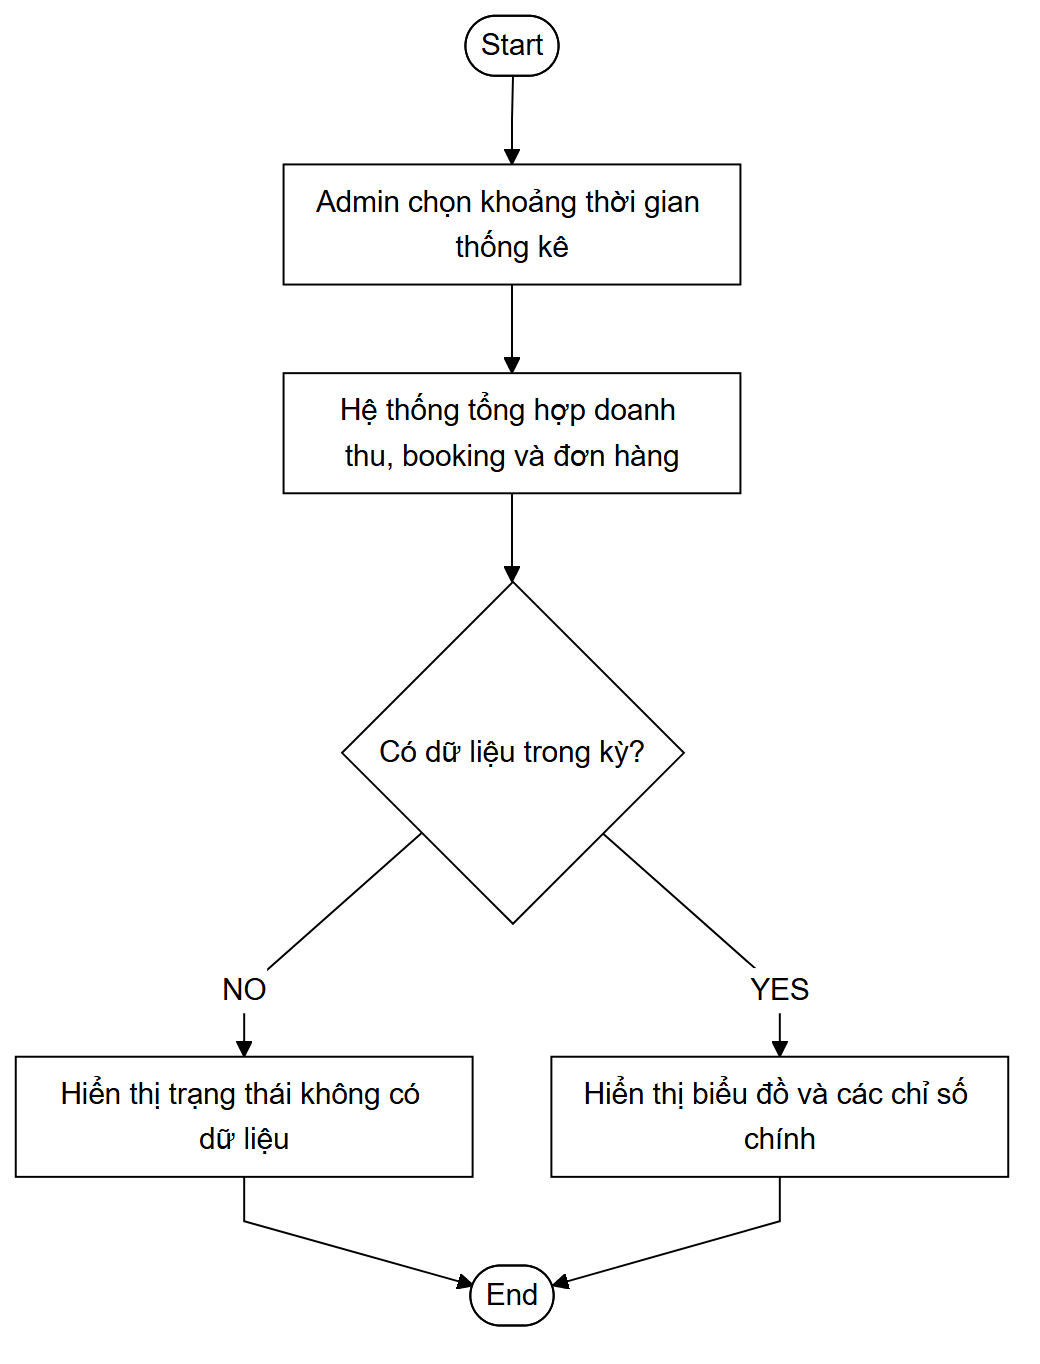 Start
Admin chọn khoảng thời gian
thống kê
Hệ thống tổng hợp doanh
thu, booking và đơn hàng
Có dữ liệu trong kỳ?
NO
YES
Hiển thị trạng thái không có
dữ liệu
Hiển thị biểu đồ và các chỉ số
chính
End